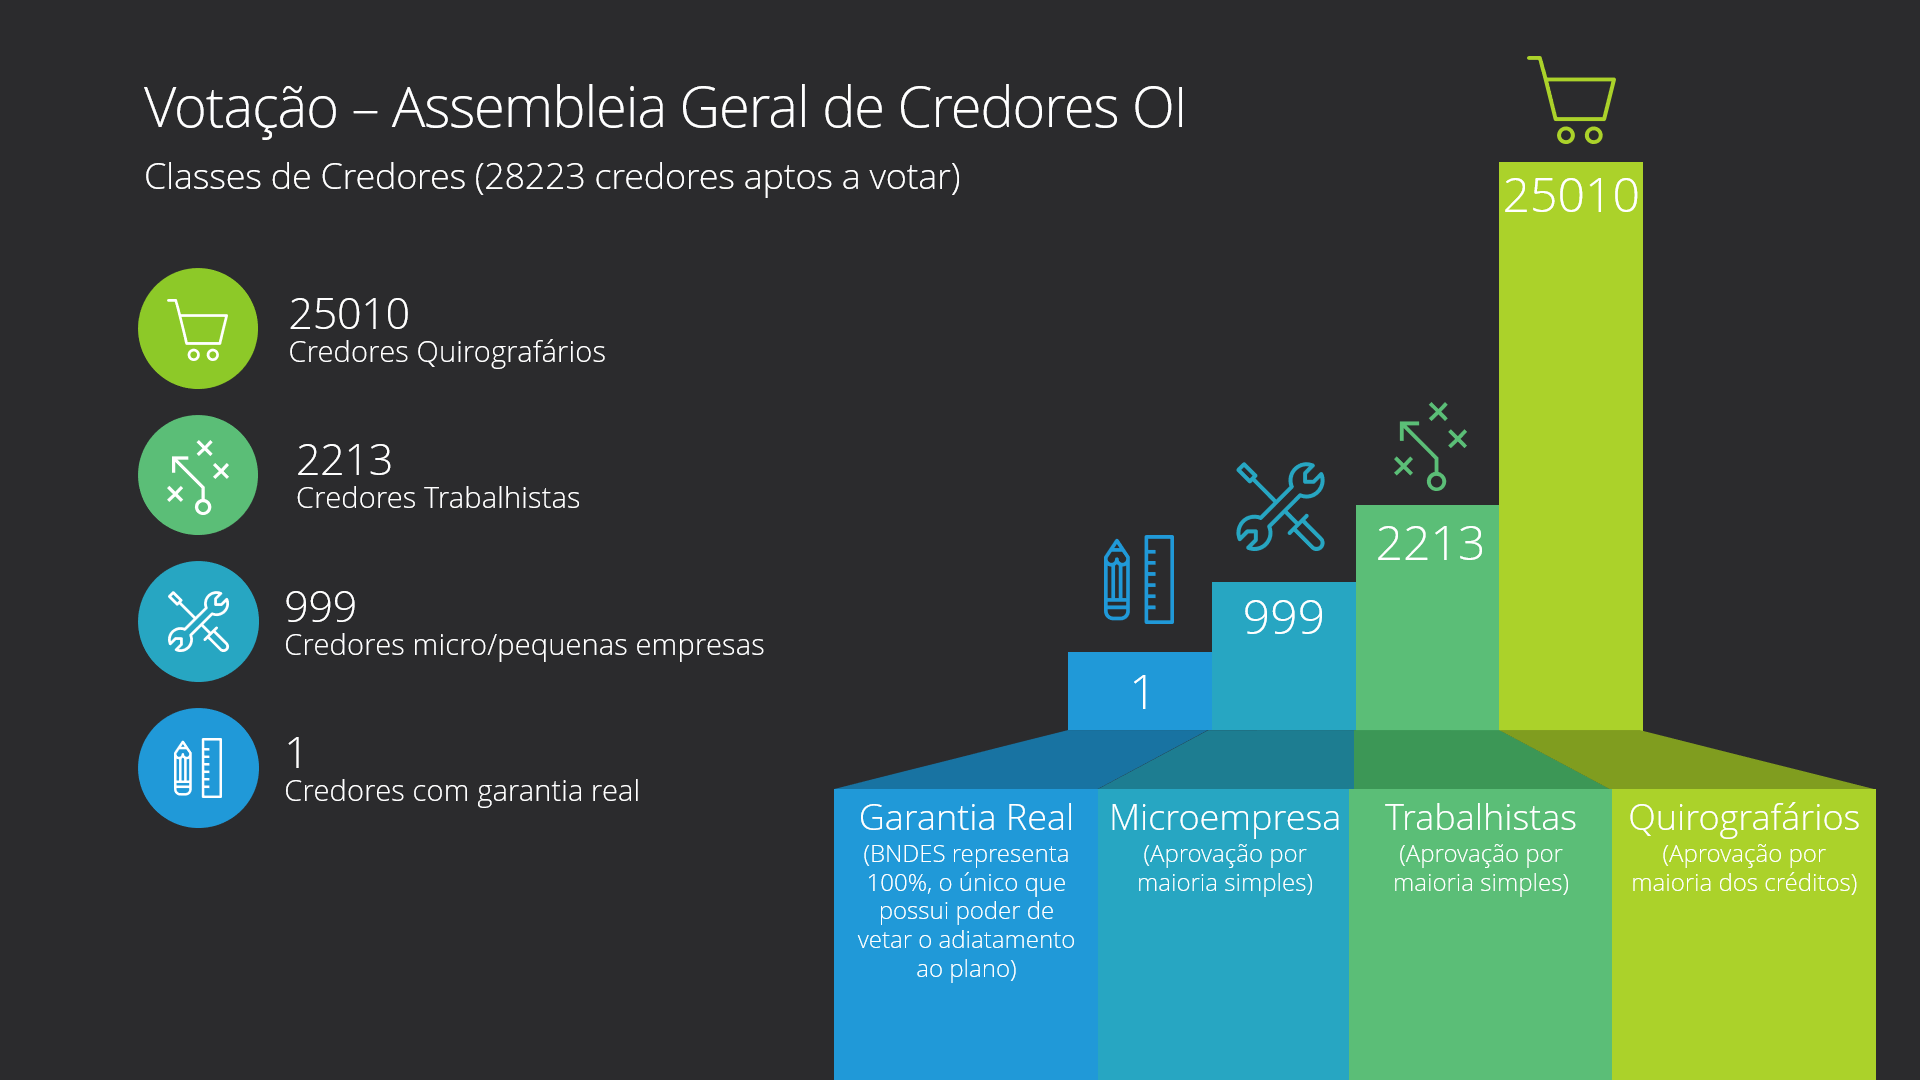 Votação – Assembleia Geral de Credores OI
Classes de Credores (28223 credores aptos a votar)
25010
Credores Quirografários
2213
Credores Trabalhistas
999
Credores micro/pequenas empresas
1
Credores com garantia real
1
999
2213
25010
Garantia Real
(BNDES representa
100%, o único que
possui poder de
vetar o adiatamento
ao plano)
Microempresa
(Aprovação por
maioria simples)
Trabalhistas
(Aprovação por
maioria simples)
Quirografários
(Aprovação por
maioria dos créditos)